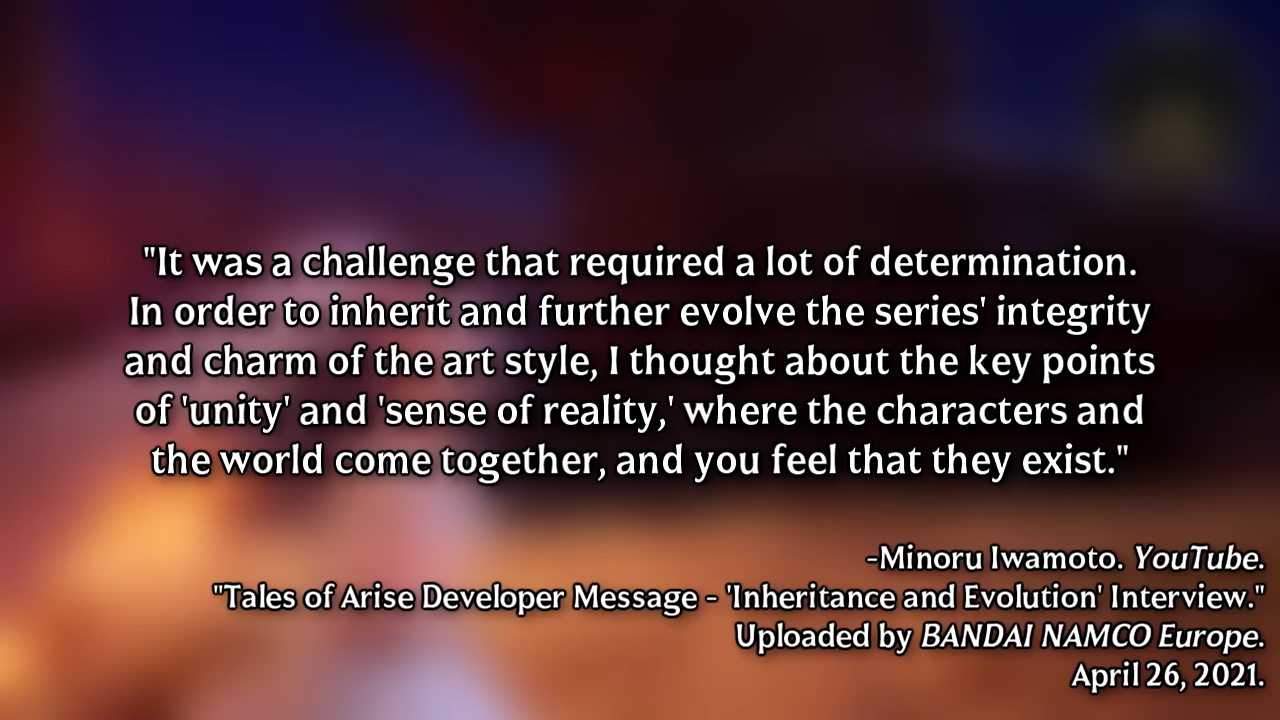 "It was a challenge that required a lot of determination.
In order to inherit and further evolve the series' integrity
and charm of the art style, I thought about the key points
of 'unity' and 'sense of reality,' where the characters and
the world come together, and you feel that they exist."
-Minoru Iwamoto. YouTube.
"Tales of Arise Developer Message - 'Inheritance and Evolution' Interview."
Uploaded by BANDAI NAMCO Europe.
April 26, 2021.